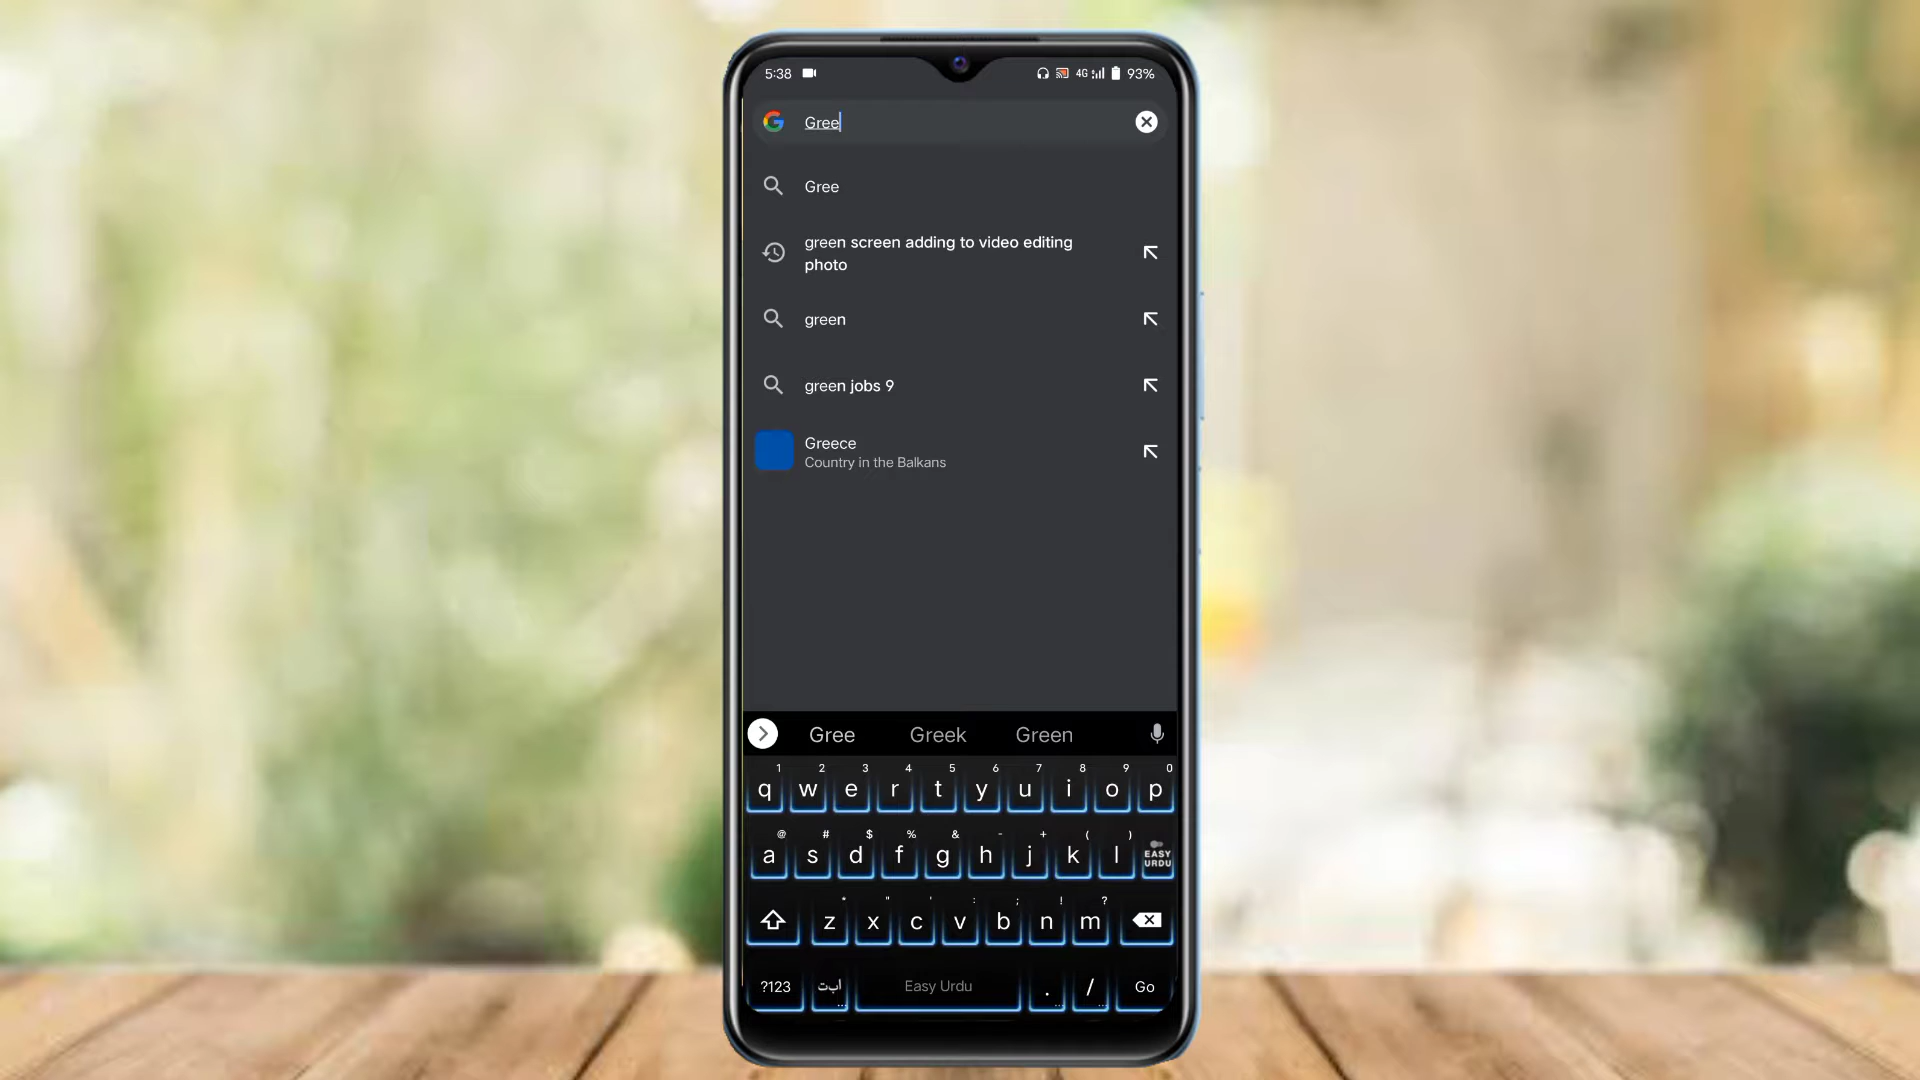 5:38 4G 93%
Gree
Gree
green screen adding to video editing
photo
green
green jobs 9
Greece
Country in the Balkans
Gree Greek Green
1 2 3 4 5 6 7 8 9 0
q w e r t y u i o p
@ # $ % & - + ( )
a s d f g h j k l EASY
URDU
* " ' : ; ! ?
z x c v b n m
?123 ابت Easy Urdu . / Go